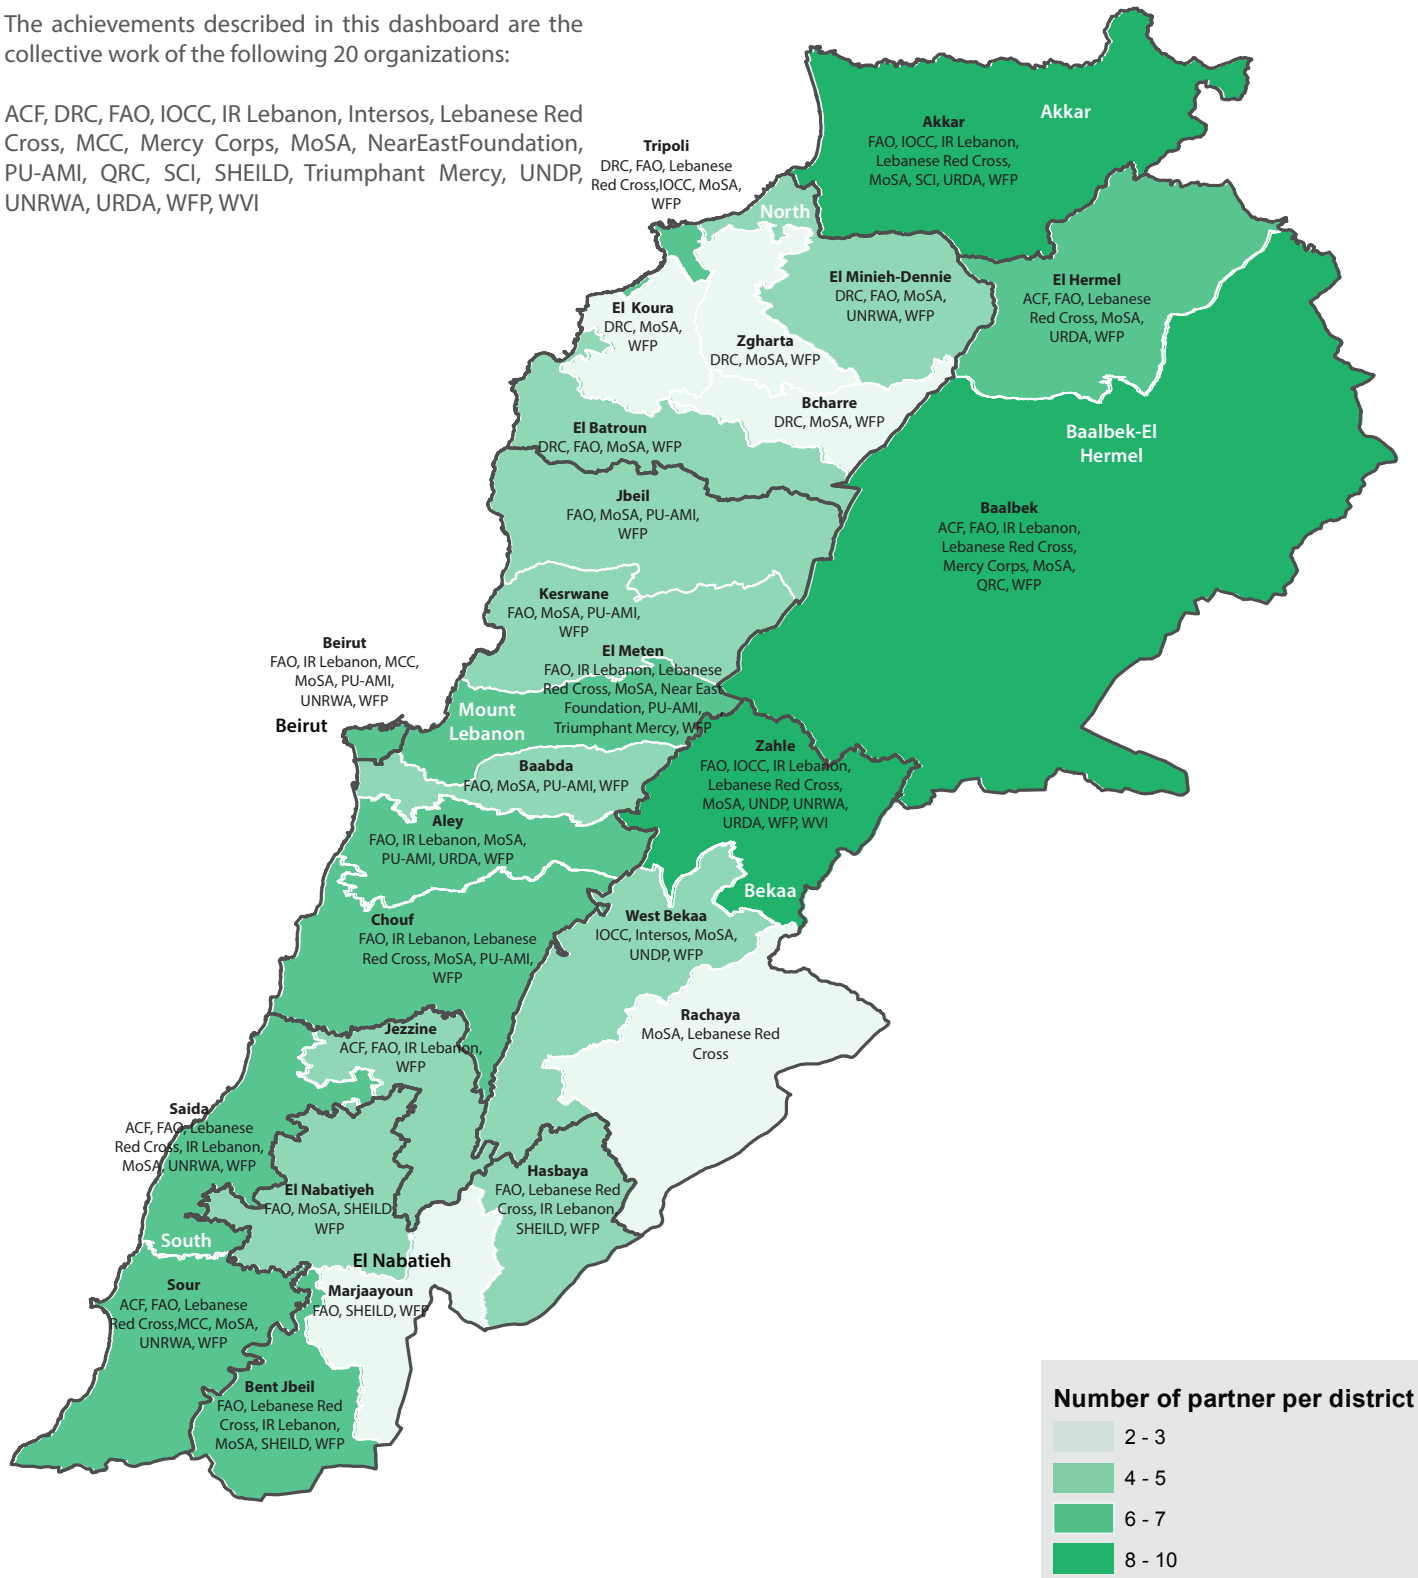 The achievements described in this dashboard are the
collective work of the following 20 organizations:
ACF, DRC, FAO, IOCC, IR Lebanon, Intersos, Lebanese Red
Cross, MCC, Mercy Corps, MoSA, NearEastFoundation,
PU-AMI, QRC, SCI, SHEILD, Triumphant Mercy, UNDP,
UNRWA, URDA, WFP, WVI
Akkar
Akkar
FAO, IOCC, IR Lebanon,
Lebanese Red Cross,
MoSA, SCI, URDA, WFP
Tripoli
DRC, FAO, Lebanese
Red Cross,IOCC, MoSA,
WFP
North
El Minieh-Dennie
DRC, FAO, MoSA,
UNRWA, WFP
El Hermel
ACF, FAO, Lebanese
Red Cross, MoSA,
URDA, WFP
El Koura
DRC, MoSA,
WFP
Zgharta
DRC, MoSA, WFP
Bcharre
DRC, MoSA, WFP
El Batroun
DRC, FAO, MoSA, WFP
Baalbek-El
Hermel
Jbeil
FAO, MoSA, PU-AMI,
WFP
Baalbek
ACF, FAO, IR Lebanon,
Lebanese Red Cross,
Mercy Corps, MoSA,
QRC, WFP
Kesrwane
FAO, MoSA, PU-AMI,
WFP
Beirut
FAO, IR Lebanon, MCC,
MoSA, PU-AMI,
UNRWA, WFP
Beirut
El Meten
FAO, IR Lebanon, Lebanese
Red Cross, MoSA, Near East
Foundation, PU-AMI,
Triumphant Mercy, WFP
Mount
Lebanon
Zahle
FAO, IOCC, IR Lebanon,
Lebanese Red Cross,
MoSA, UNDP, UNRWA,
URDA, WFP, WVI
Baabda
FAO, MoSA, PU-AMI, WFP
Aley
FAO, IR Lebanon, MoSA,
PU-AMI, URDA, WFP
Bekaa
Chouf
FAO, IR Lebanon, Lebanese
Red Cross, MoSA, PU-AMI,
WFP
West Bekaa
IOCC, Intersos, MoSA,
UNDP, WFP
Rachaya
MoSA, Lebanese Red
Cross
Jezzine
ACF, FAO, IR Lebanon,
WFP
Saida
ACF, FAO, Lebanese
Red Cross, IR Lebanon,
MoSA, UNRWA, WFP
Hasbaya
FAO, Lebanese Red
Cross, IR Lebanon,
SHEILD, WFP
El Nabatiyeh
FAO, MoSA, SHEILD,
WFP
South
El Nabatieh
Sour
ACF, FAO, Lebanese
Red Cross,MCC, MoSA,
UNRWA, WFP
Marjaayoun
FAO, SHEILD, WFP
Bent Jbeil
FAO, Lebanese Red
Cross, IR Lebanon,
MoSA, SHEILD, WFP
Number of partner per district
2 - 3
4 - 5
6 - 7
8 - 10